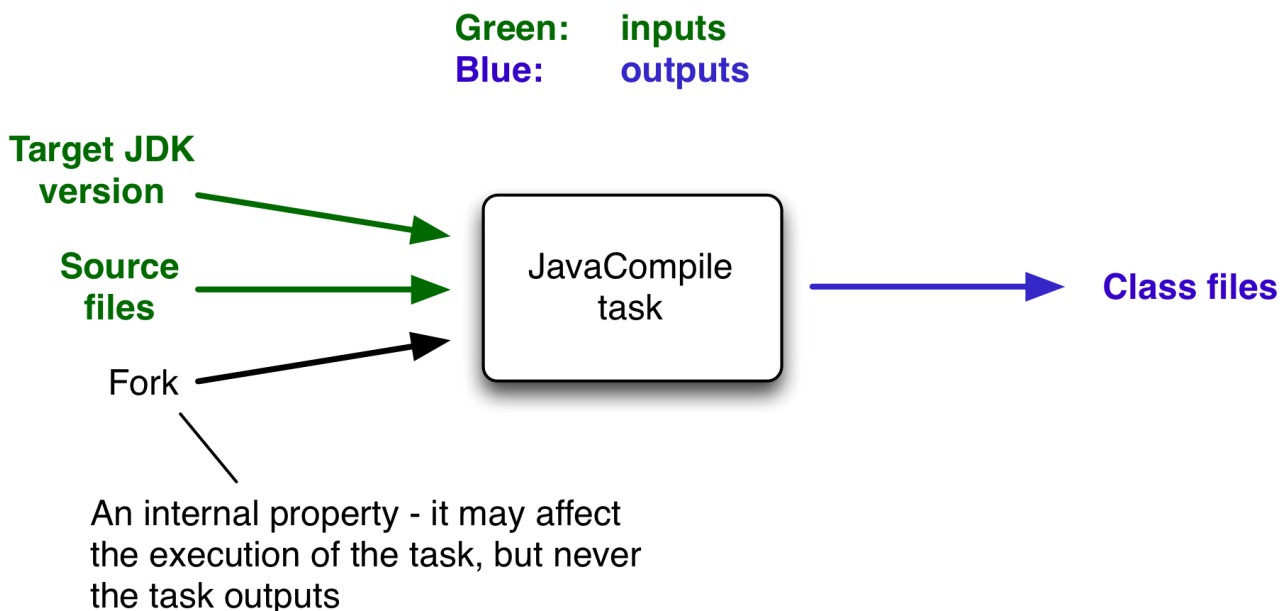 Green: inputs
Blue: outputs
Target JDK
version
Source
files
Fork
JavaCompile
task
Class files
An internal property - it may affect
the execution of the task, but never
the task outputs